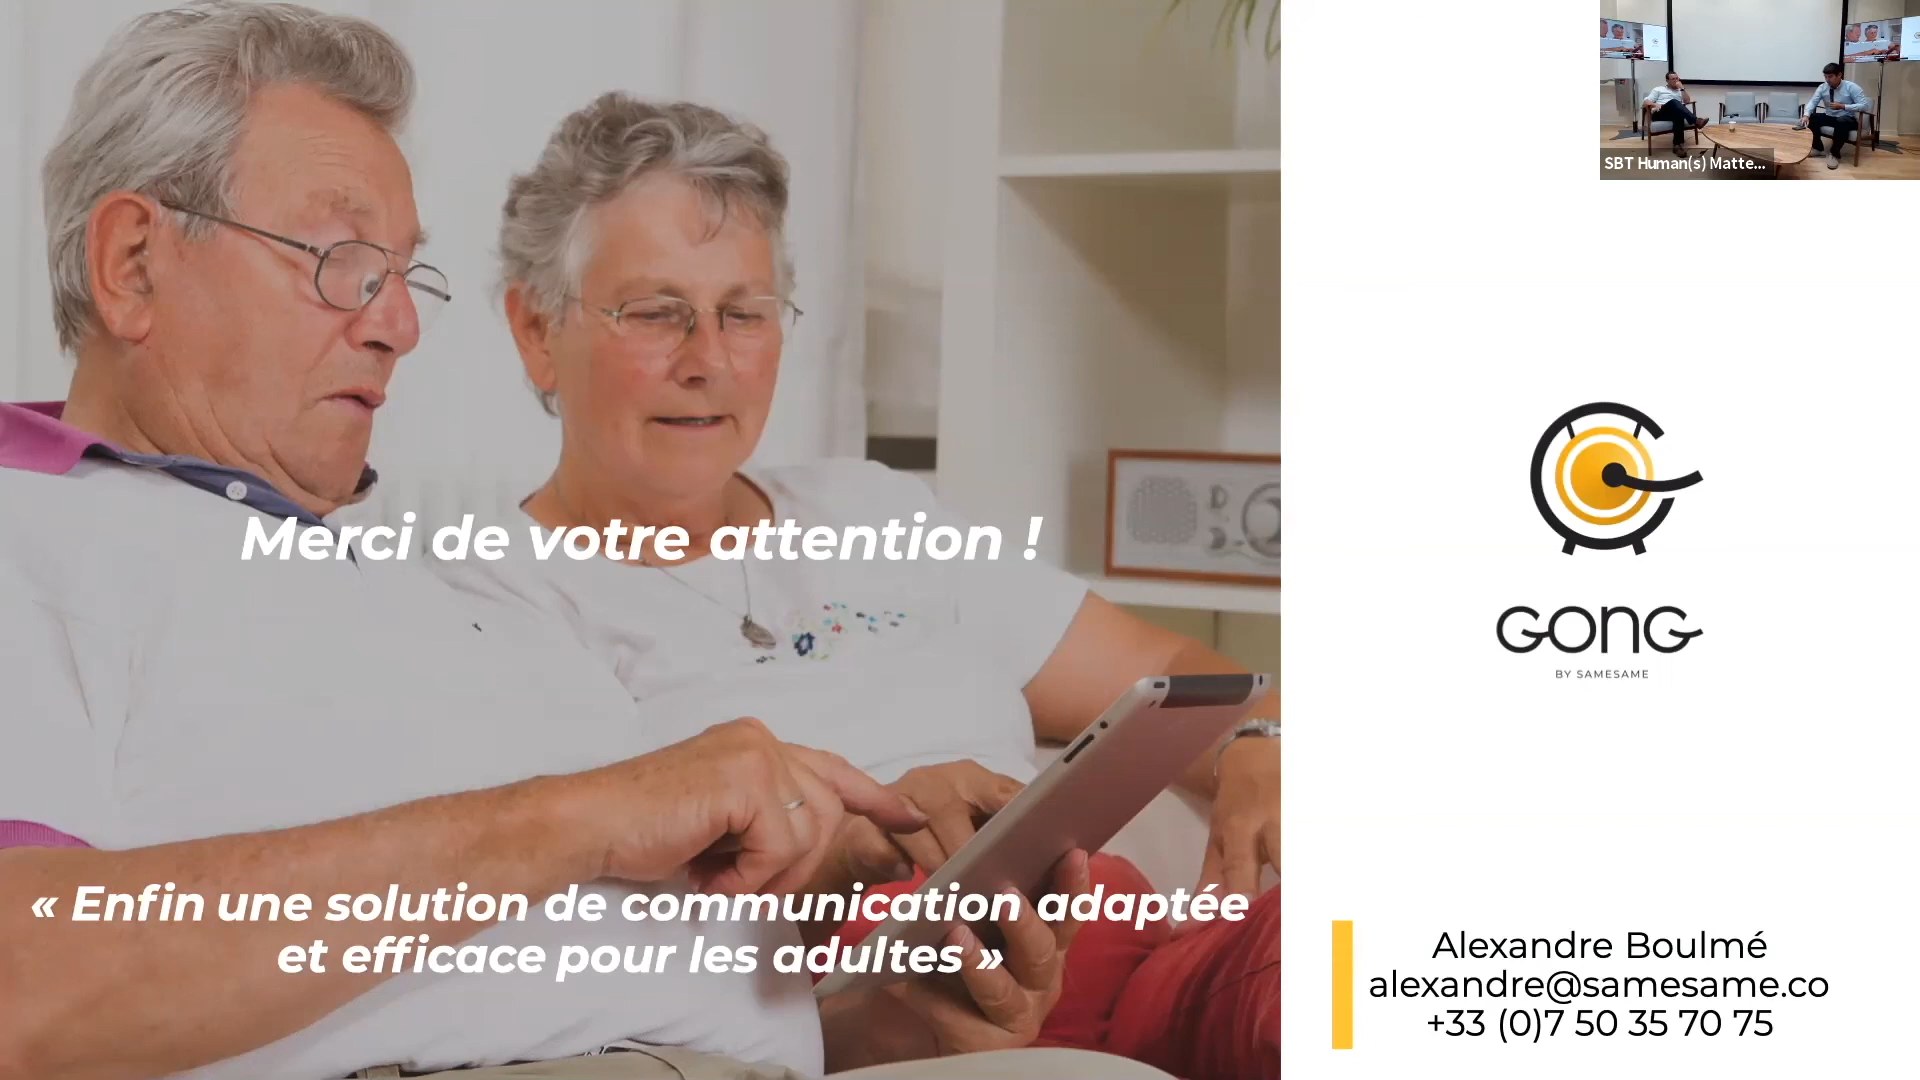 SBT Human(s) Matte...
Merci de votre attention !
GONG
BY SAMESAME
« Enfin une solution de communication adaptée
et efficace pour les adultes »
Alexandre Boulmé
alexandre@samesame.co
+33 (0)7 50 35 70 75